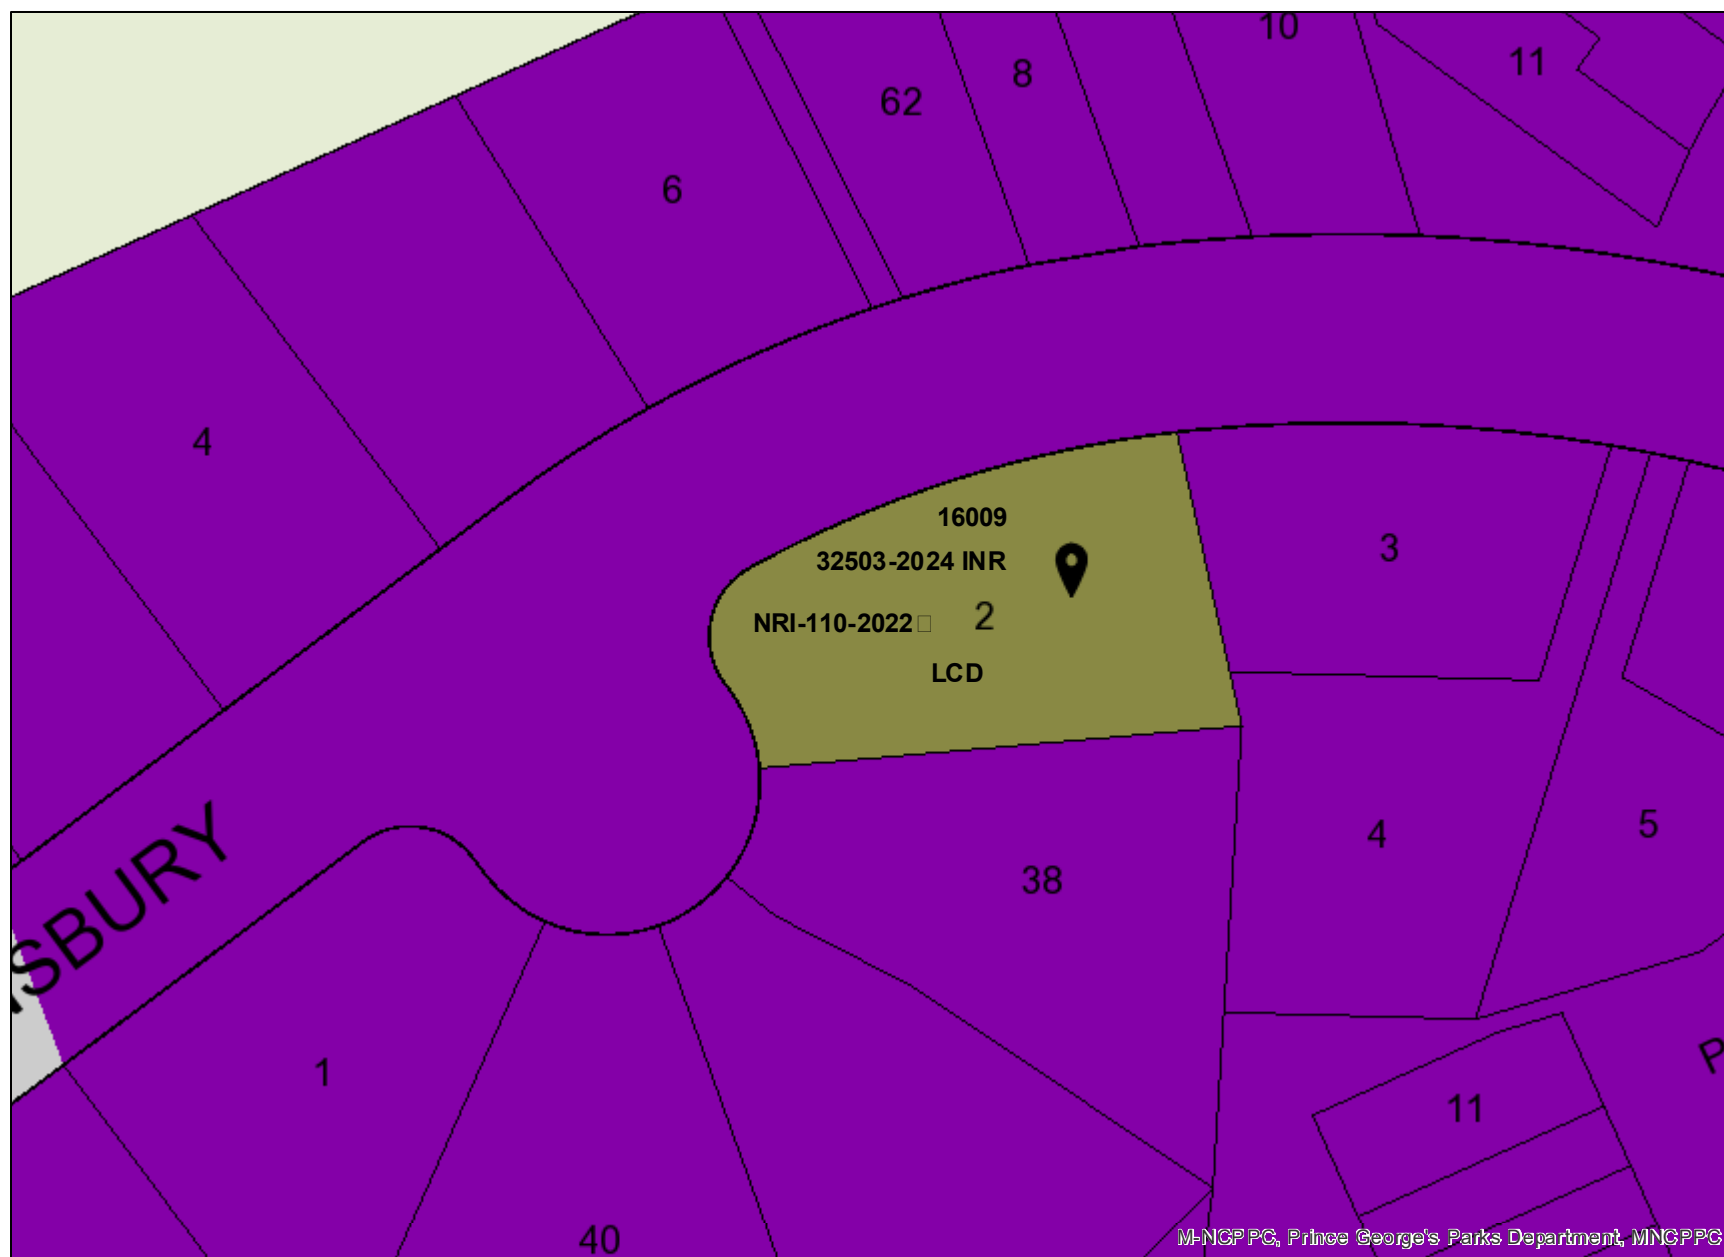 10
11
8
62
6
4
16009
32503-2024 INR
NRI-110-2022
2
LCD
3
SBURY
38
4
5
1
11
P
40
M-NCPPC, Prince George's Parks Department, MNCPPC